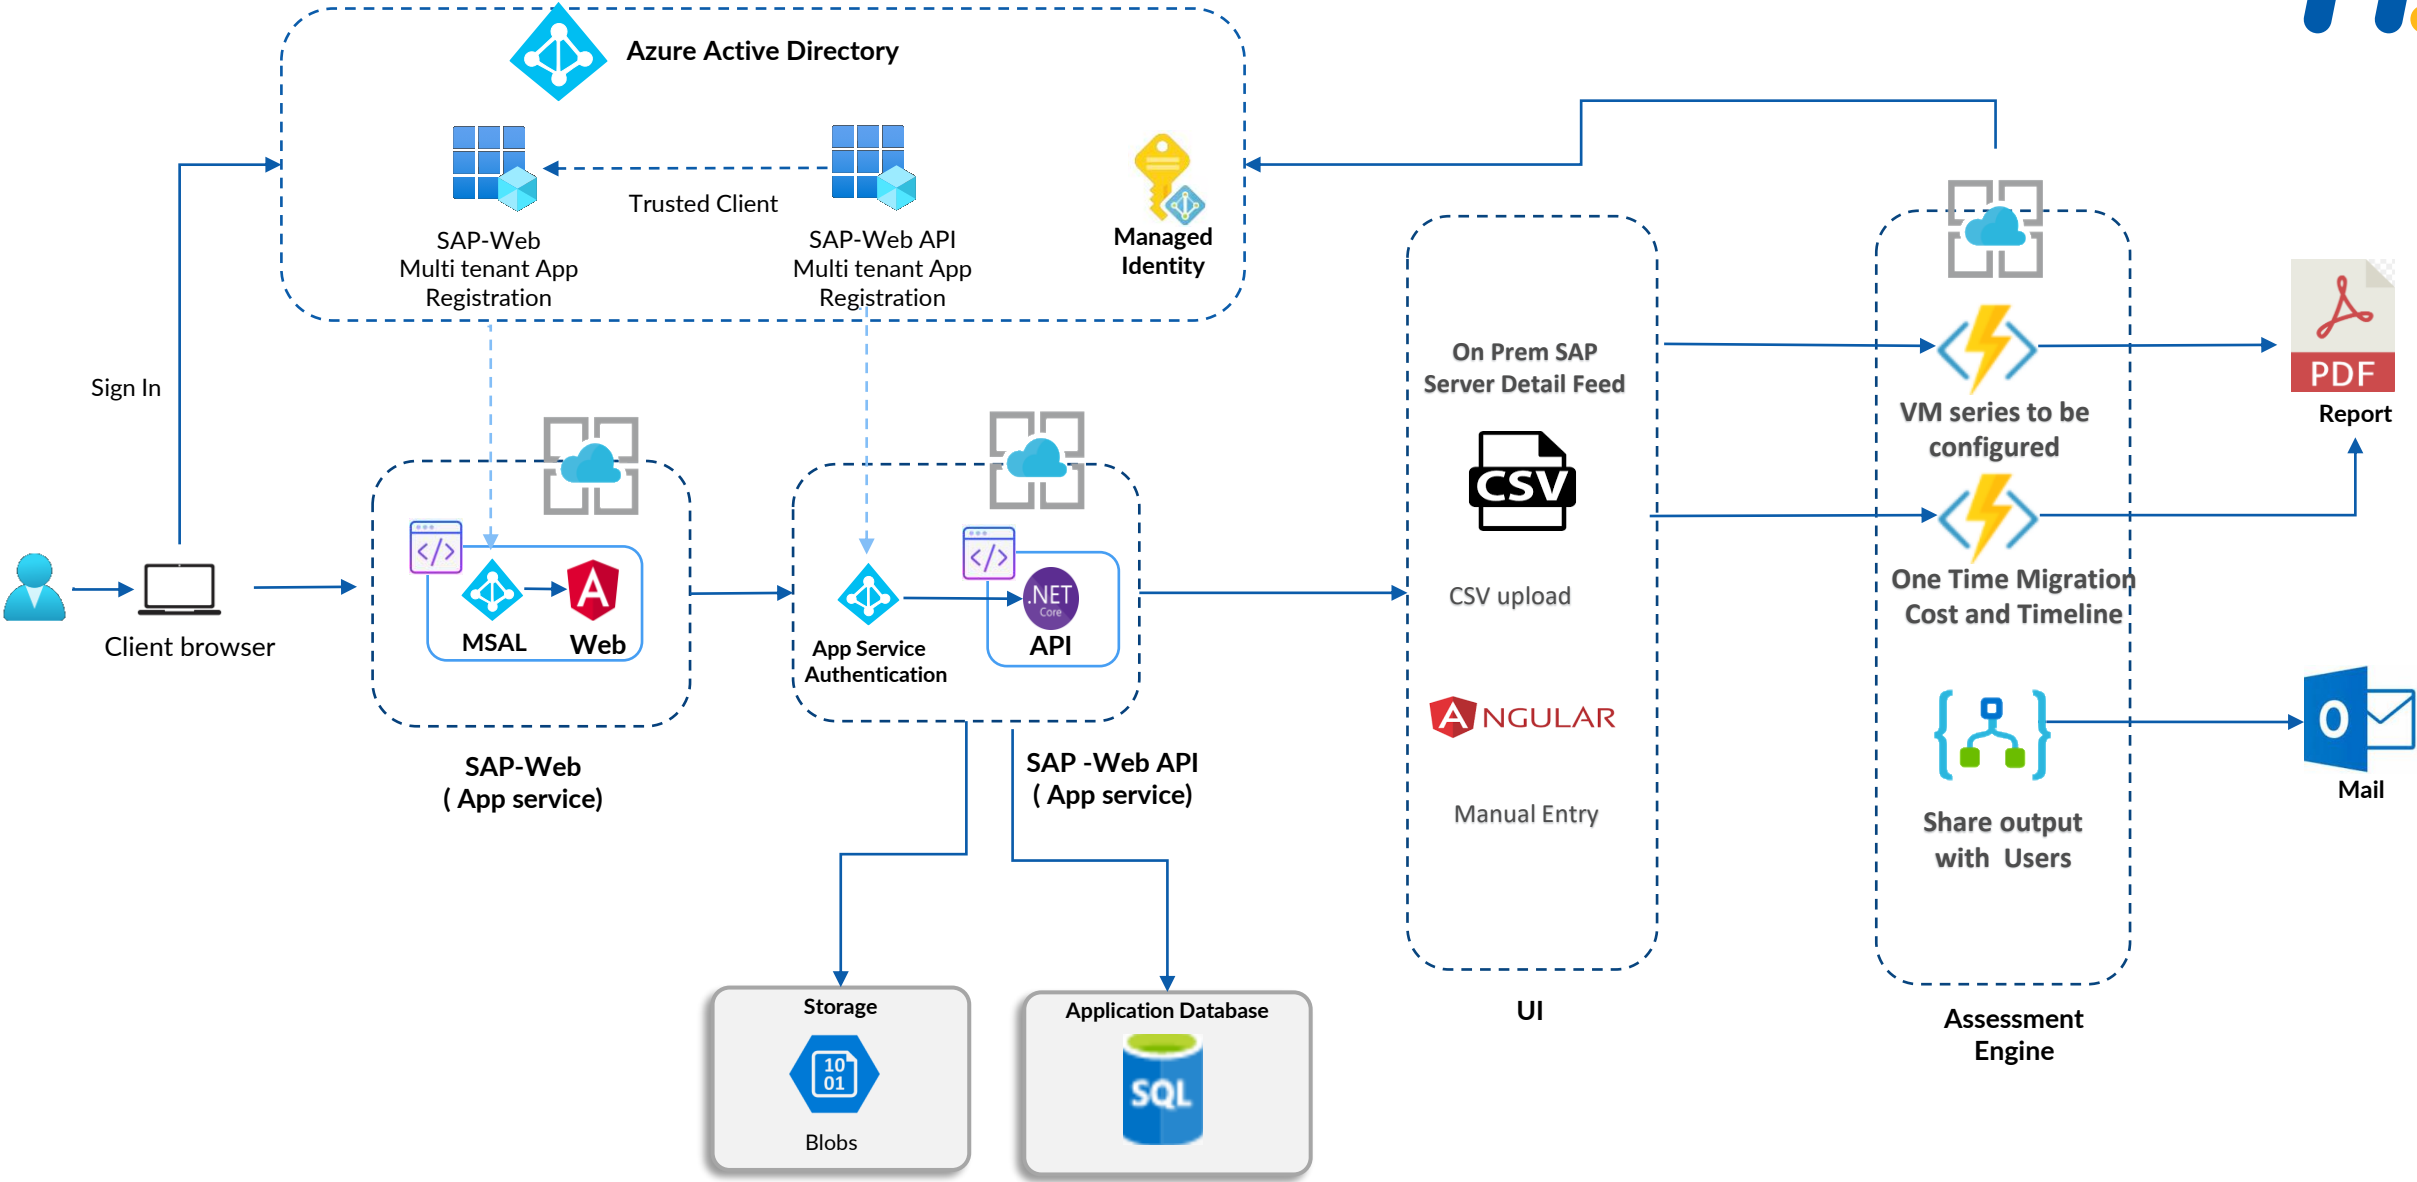 Azure Active Directory
Trusted Client
SAP-Web
Multi tenant App
Registration
SAP-Web API
Multi tenant App
Registration
Managed
Identity
Sign In
Client browser
MSAL
Web
SAP-Web
( App service)
App Service
Authentication
.NET
Core
API
SAP -Web API
( App service)
Storage
10
01
Blobs
Application Database
SQL
On Prem SAP
Server Detail Feed
CSV
CSV upload
A NGULAR
Manual Entry
UI
VM series to be
configured
One Time Migration
Cost and Timeline
Share output
with  Users
Assessment
Engine
PDF
Report
O
Mail